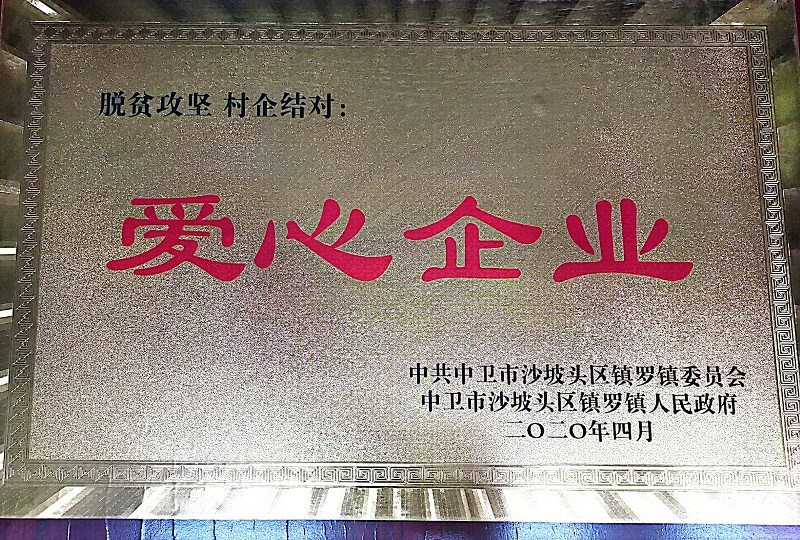 脱贫攻坚 村企结对：
爱心企业
中共中卫市沙坡头区镇罗镇委员会
中卫市沙坡头区镇罗镇人民政府
二〇二〇年四月